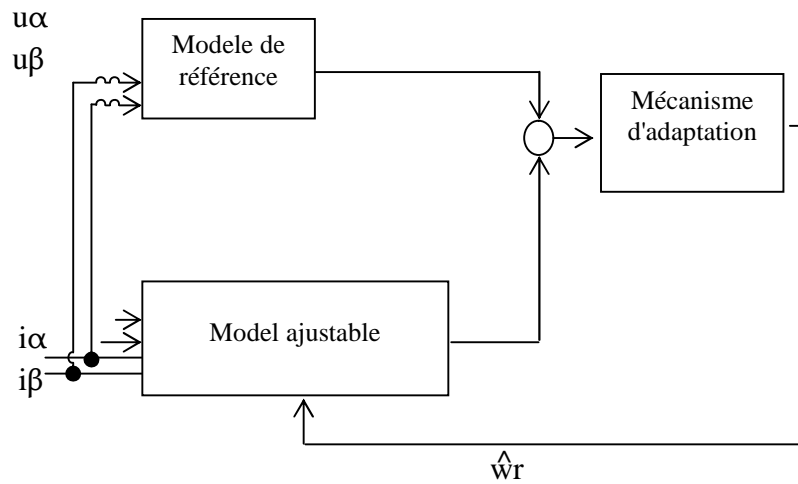 uα
uβ
Modele de
référence
Mécanisme
d'adaptation
Model ajustable
iα
iβ
ŵr